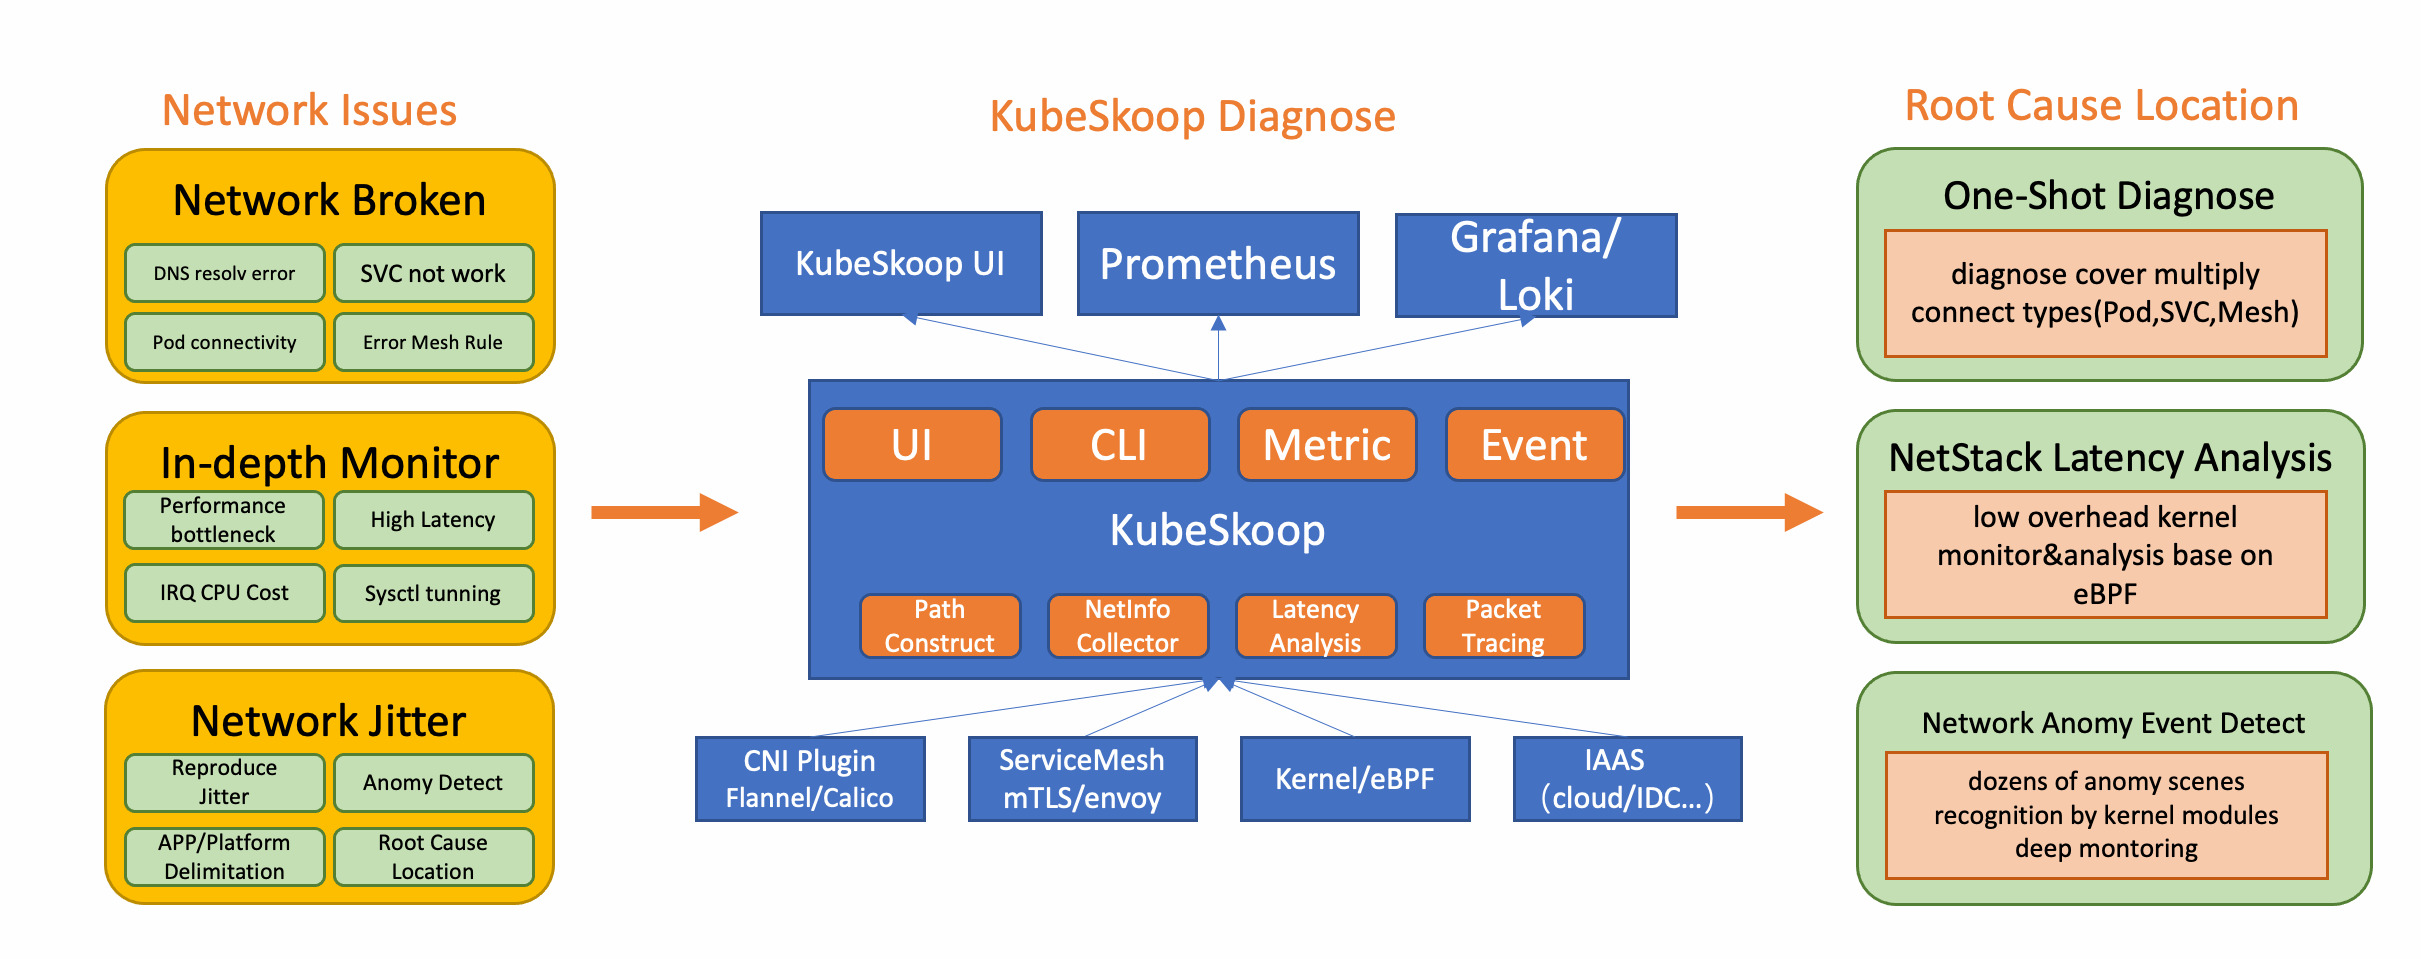 Network Issues
Network Broken
DNS resolv error
SVC not work
Pod connectivity
Error Mesh Rule
In-depth Monitor
Performance
bottleneck
High Latency
IRQ CPU Cost
Sysctl tunning
Network Jitter
Reproduce
Jitter
Anomy Detect
APP/Platform
Delimitation
Root Cause
Location
KubeSkoop Diagnose
KubeSkoop UI
Prometheus
Grafana/
Loki
UI
CLI
Metric
Event
KubeSkoop
Path
Construct
NetInfo
Collector
Latency
Analysis
Packet
Tracing
CNI Plugin
Flannel/Calico
ServiceMesh
mTLS/envoy
Kernel/eBPF
IAAS
（cloud/IDC...）
Root Cause Location
One-Shot Diagnose
diagnose cover multiply
connect types(Pod,SVC,Mesh)
NetStack Latency Analysis
low overhead kernel
monitor&analysis base on
eBPF
Network Anomy Event Detect
dozens of anomy scenes
recognition by kernel modules
deep montoring